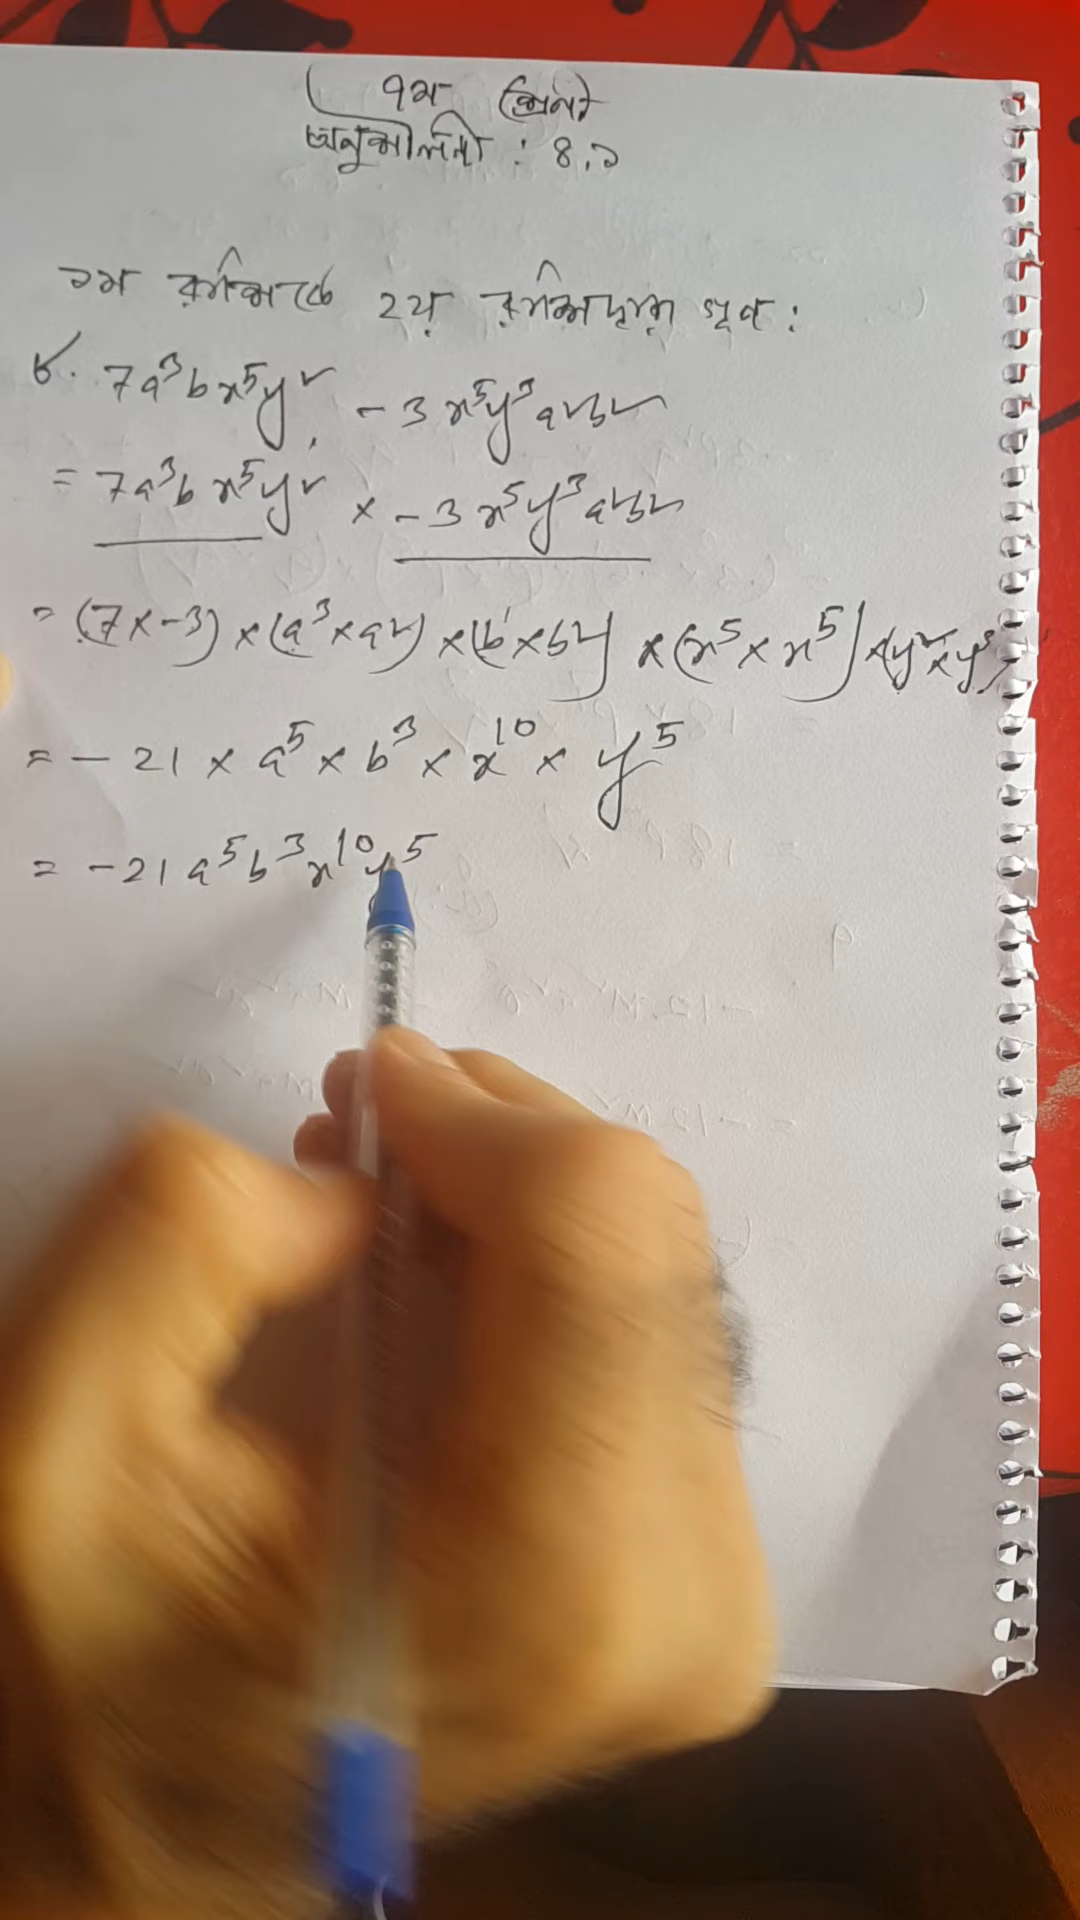 ৭ম শ্রেণি
অনুশীলনী : ৪.১
১ম রাশিকে ২য় রাশিদ্বারা গুণ :
৮. 7a³bx⁵y², -3x⁵y³a²b²
= 7a³bx⁵y² × -3x⁵y³a²b²
= (7×-3) × (a³×a²) × (b¹×b²) × (x⁵×x⁵) × (y²×y³)
= -21 × a⁵ × b³ × x¹⁰ × y⁵
= -21a⁵b³x¹⁰y⁵